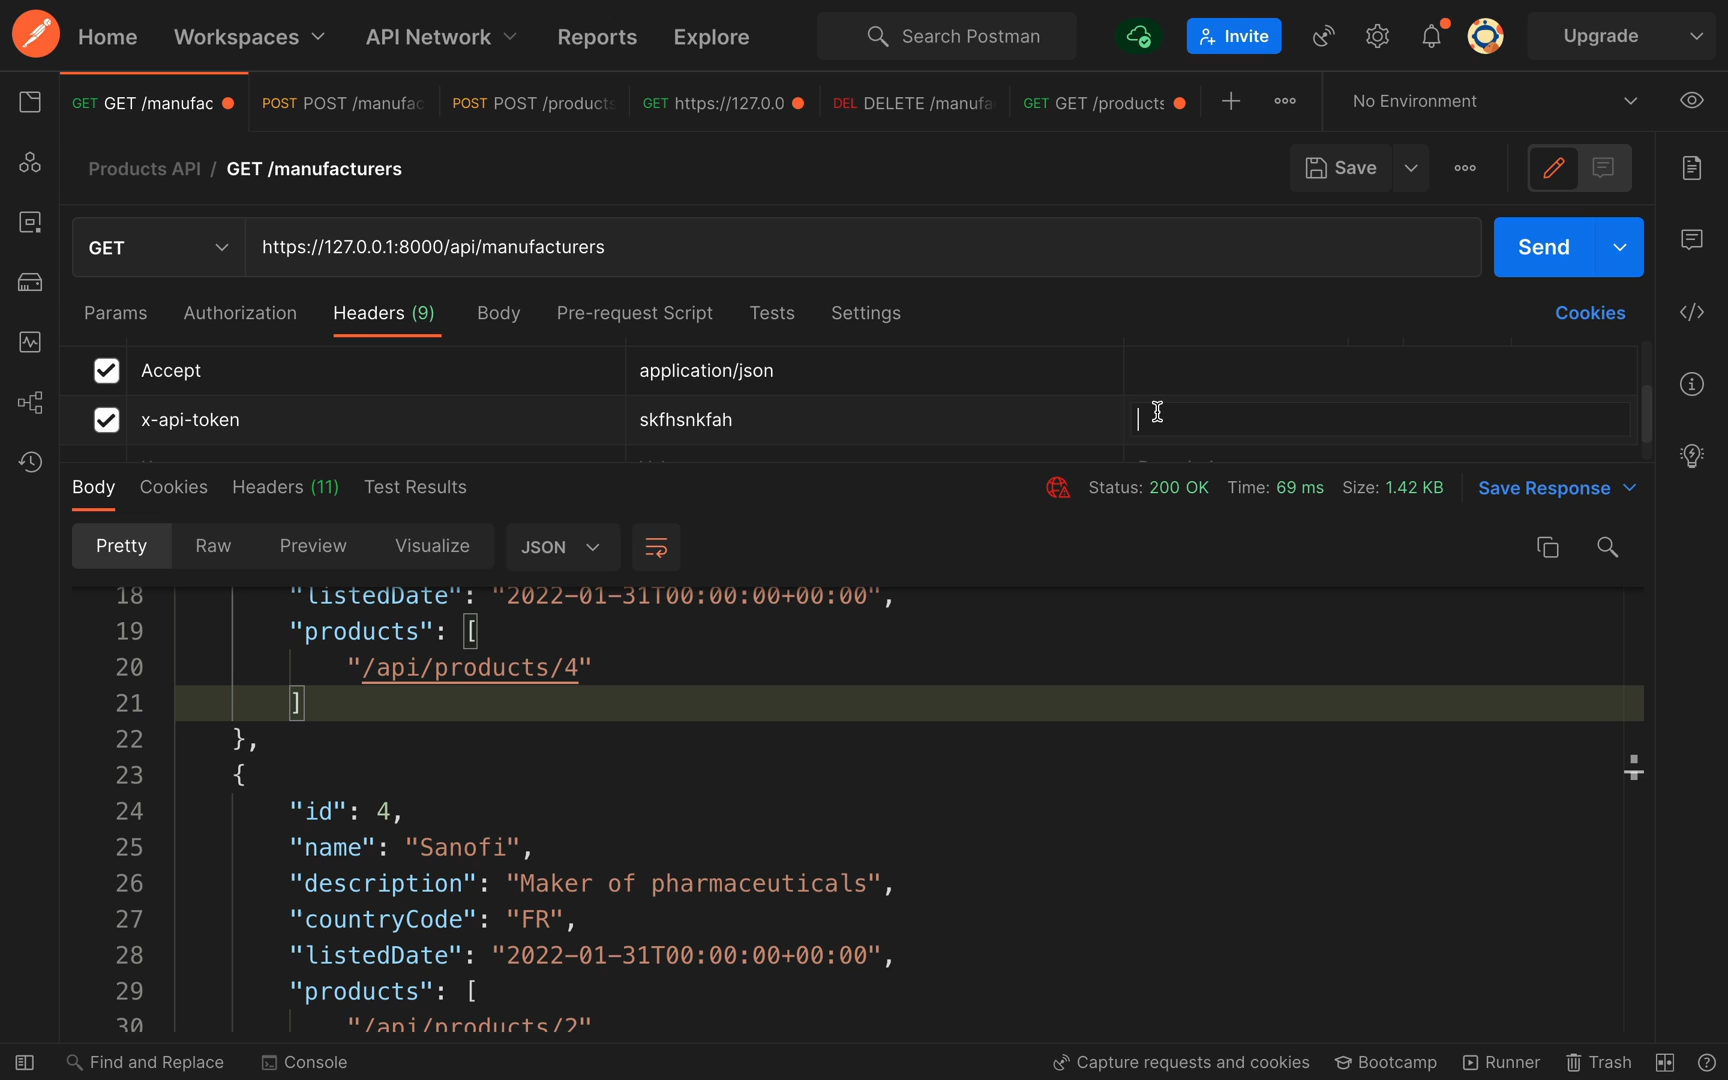 Home Workspaces API Network Reports Explore Search Postman Invite Upgrade
GET GET /manufac POST POST /manufac POST POST /products GET https://127.0.0 DEL DELETE /manufa GET GET /products No Environment
Products API / GET /manufacturers Save
GET https://127.0.0.1:8000/api/manufacturers Send
Params Authorization Headers (9) Body Pre-request Script Tests Settings Cookies
Accept application/json
x-api-token skfhsnkfah
Body Cookies Headers (11) Test Results Status: 200 OK Time: 69 ms Size: 1.42 KB Save Response
Pretty Raw Preview Visualize JSON
18 "listedDate": "2022-01-31T00:00:00+00:00",
19 "products": [
20 "/api/products/4"
21 ]
22 },
23 {
24 "id": 4,
25 "name": "Sanofi",
26 "description": "Maker of pharmaceuticals",
27 "countryCode": "FR",
28 "listedDate": "2022-01-31T00:00:00+00:00",
29 "products": [
30 "/api/products/2"
Find and Replace Console Capture requests and cookies Bootcamp Runner Trash